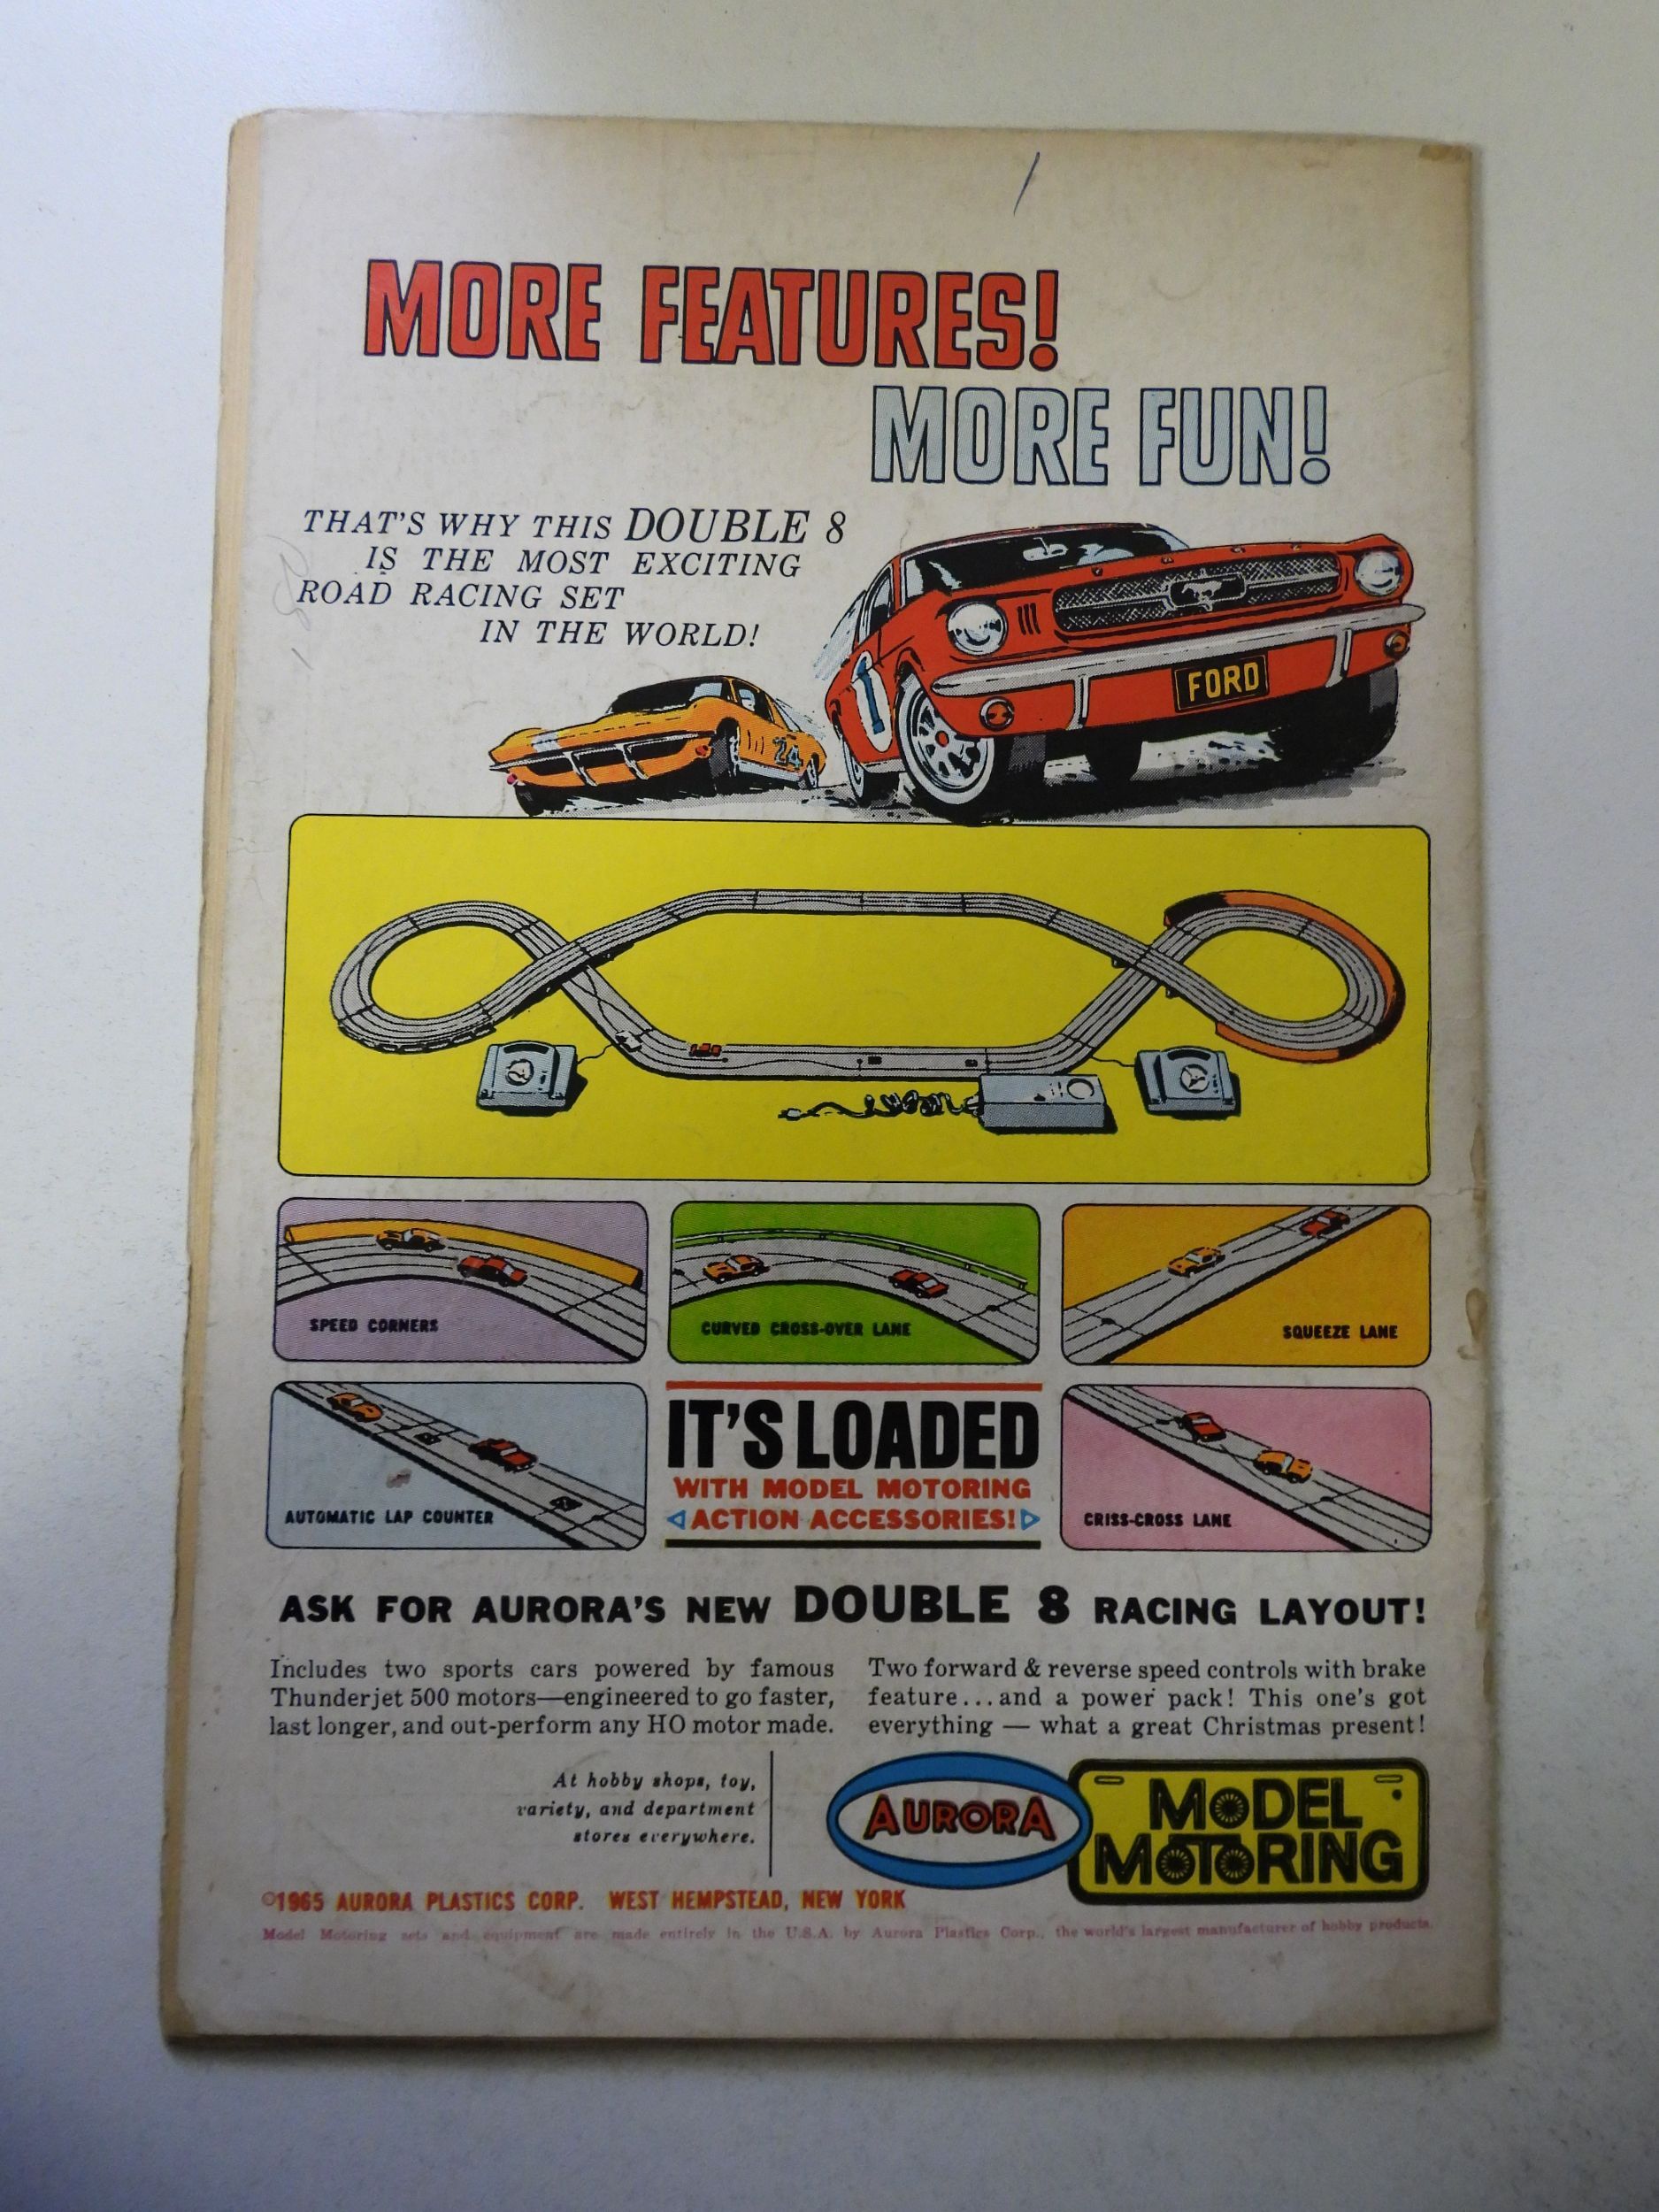 MORE FEATURES!
MORE FUN!
THAT'S WHY THIS DOUBLE 8
IS THE MOST EXCITING
ROAD RACING SET
IN THE WORLD!
1
24
FORD
SPEED CORNERS
CURVED CROSS-OVER LANE
SQUEEZE LANE
AUTOMATIC LAP COUNTER
IT'S LOADED
WITH MODEL MOTORING
ACTION ACCESSORIES!
CRISS-CROSS LANE
ASK FOR AURORA'S NEW DOUBLE 8 RACING LAYOUT!
Includes two sports cars powered by famous
Thunderjet 500 motors—engineered to go faster,
last longer, and out-perform any HO motor made.
Two forward & reverse speed controls with brake
feature...and a power pack! This one's got
everything — what a great Christmas present!
At hobby shops, toy,
variety, and department
stores everywhere.
AURORA
MODEL
MOTORING
©1965 AURORA PLASTICS CORP. WEST HEMPSTEAD, NEW YORK
Model Motoring sets and equipment are made entirely in the U.S.A. by Aurora Plastics Corp., the world's largest manufacturer of hobby products.